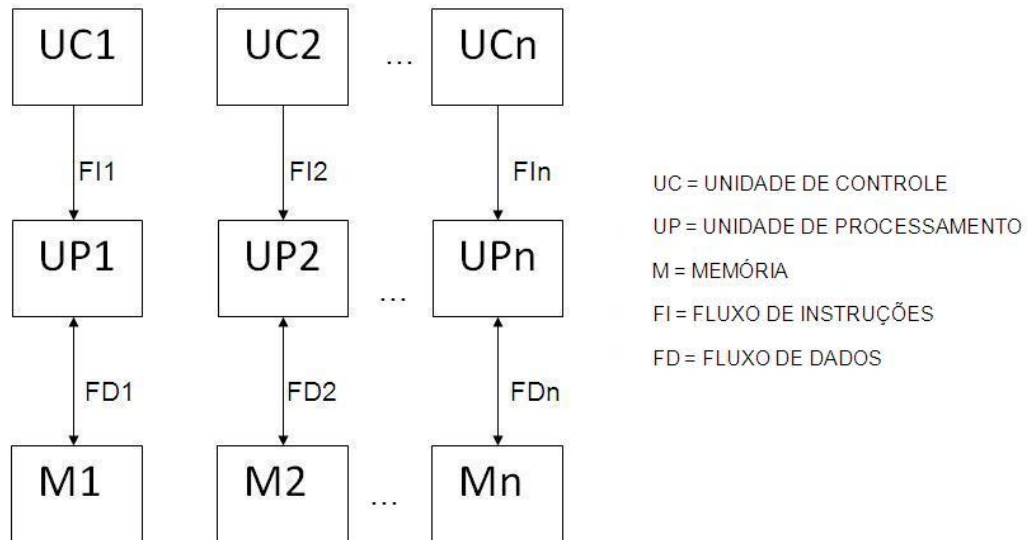 UC1 UC2 ... UCn
FI1 FI2 FIn
UP1 UP2 ... UPn
FD1 FD2 FDn
M1 M2 ... Mn
UC = UNIDADE DE CONTROLE
UP = UNIDADE DE PROCESSAMENTO
M = MEMÓRIA
FI = FLUXO DE INSTRUÇÕES
FD = FLUXO DE DADOS